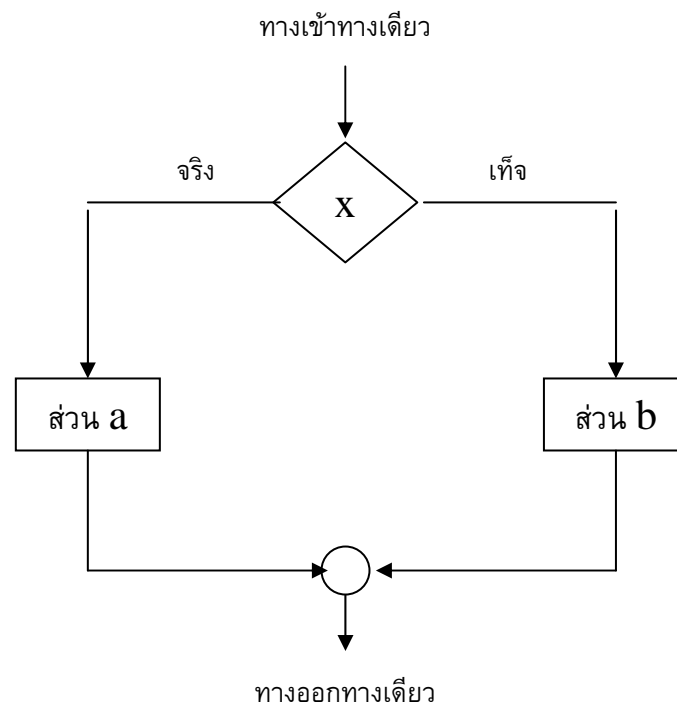 ทางเข้าทางเดียว
จริง
เท็จ
x
ส่วน a
ส่วน b
ทางออกทางเดียว